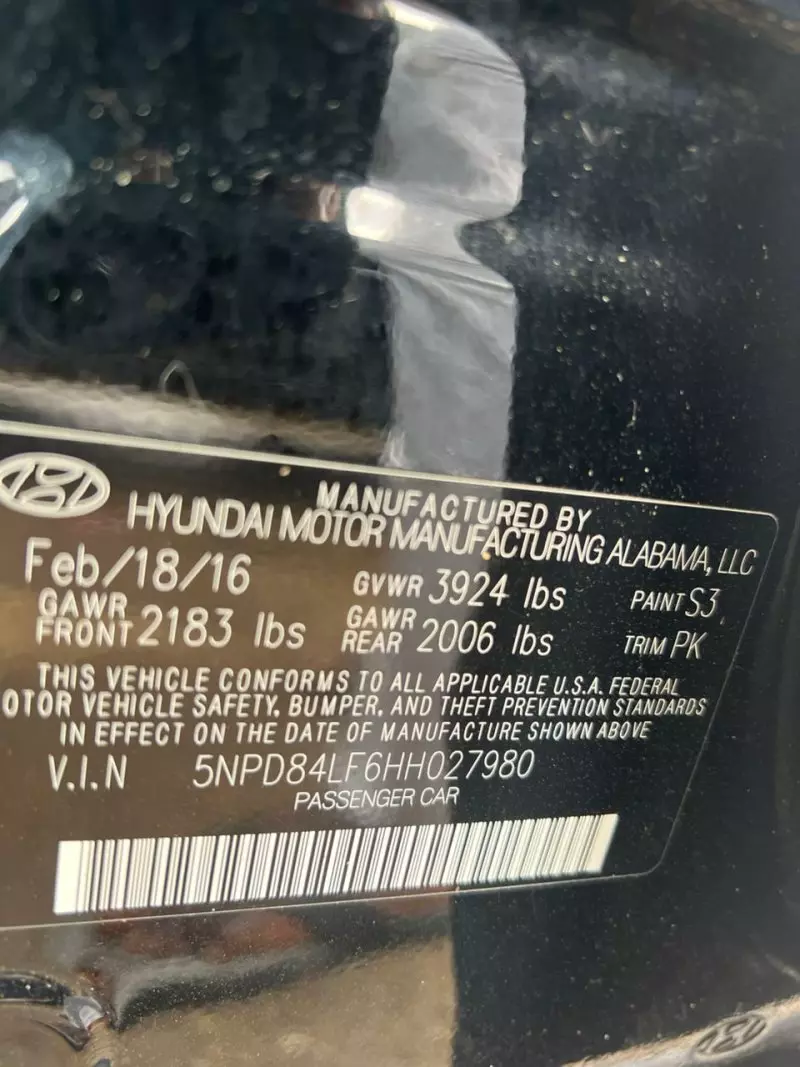 MANUFACTURED BY
HYUNDAI MOTOR MANUFACTURING ALABAMA, LLC
Feb/18/16 GVWR 3924 lbs PAINT S3
GAWR FRONT 2183 lbs GAWR REAR 2006 lbs TRIM PK
THIS VEHICLE CONFORMS TO ALL APPLICABLE U.S.A. FEDERAL
OTOR VEHICLE SAFETY, BUMPER, AND THEFT PREVENTION STANDARDS
IN EFFECT ON THE DATE OF MANUFACTURE SHOWN ABOVE
V.I.N 5NPD84LF6HH027980
PASSENGER CAR